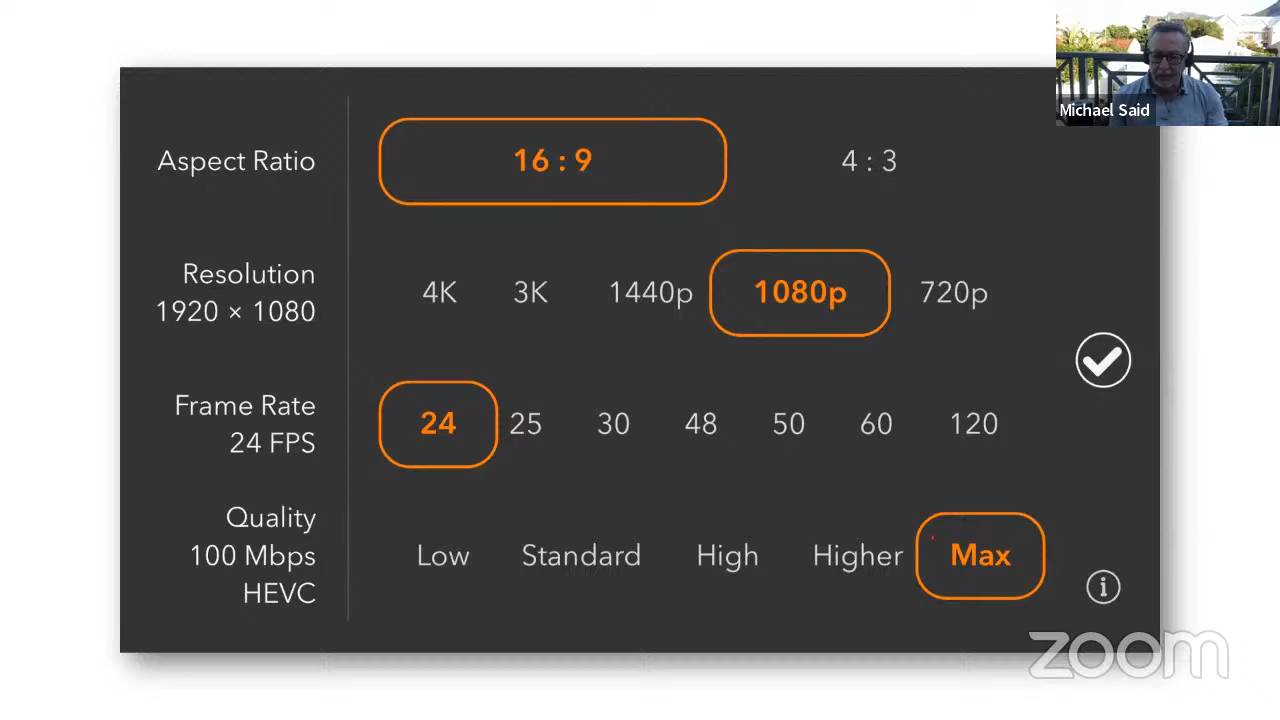 Michael Said
Aspect Ratio
16 : 9
4 : 3
Resolution
1920 × 1080
4K
3K
1440p
1080p
720p
Frame Rate
24 FPS
24
25
30
48
50
60
120
Quality
100 Mbps
HEVC
Low
Standard
High
Higher
Max
i
zoom